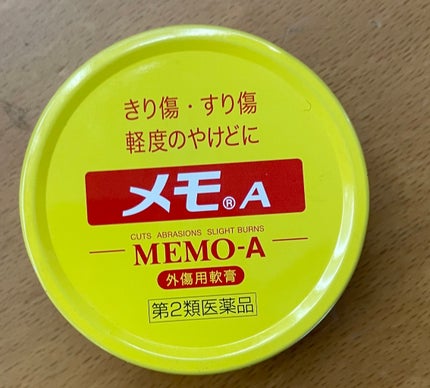 きり傷・すり傷
軽度のやけどに
メモ®A
CUTS ABRASIONS SLIGHT BURNS
MEMO-A
外傷用軟膏
第2類医薬品